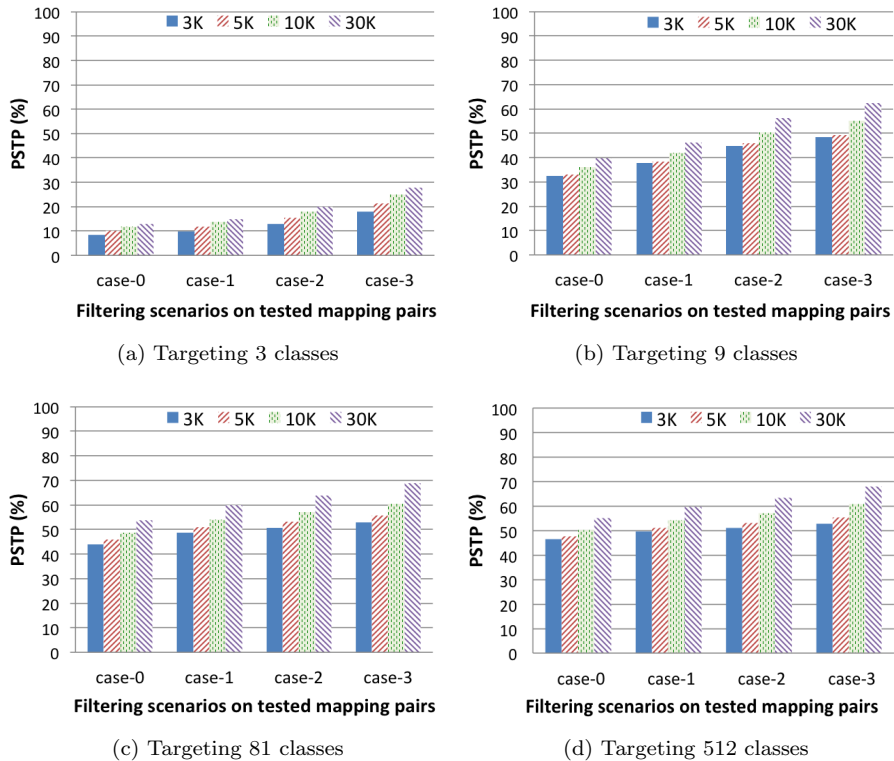 100
90
80
70
60
50
40
30
20
10
0
PSTP (%)
3K 5K 10K 30K
case-0 case-1 case-2 case-3
Filtering scenarios on tested mapping pairs
(a) Targeting 3 classes
100
90
80
70
60
50
40
30
20
10
0
PSTP (%)
3K 5K 10K 30K
case-0 case-1 case-2 case-3
Filtering scenarios on tested mapping pairs
(b) Targeting 9 classes
100
90
80
70
60
50
40
30
20
10
0
PSTP (%)
3K 5K 10K 30K
case-0 case-1 case-2 case-3
Filtering scenarios on tested mapping pairs
(c) Targeting 81 classes
100
90
80
70
60
50
40
30
20
10
0
PSTP (%)
3K 5K 10K 30K
case-0 case-1 case-2 case-3
Filtering scenarios on tested mapping pairs
(d) Targeting 512 classes